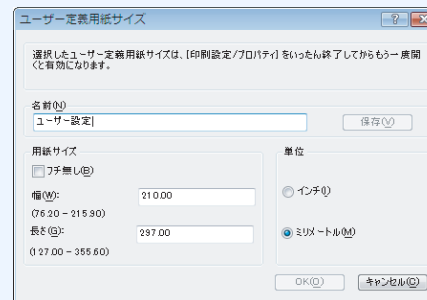 ユーザー定義用紙サイズ
選択したユーザー定義用紙サイズは、[印刷設定/プロパティ]をいったん終了してからもう一度開
くと有効になります。
名前(N)
ユーザー設定
保存(V)
用紙サイズ
フチ無し(B)
幅(W):
210.00
(76.20 - 215.90)
長さ(G):
297.00
(127.00 - 355.60)
単位
インチ(I)
ミリメートル(M)
OK(O)
キャンセル(C)